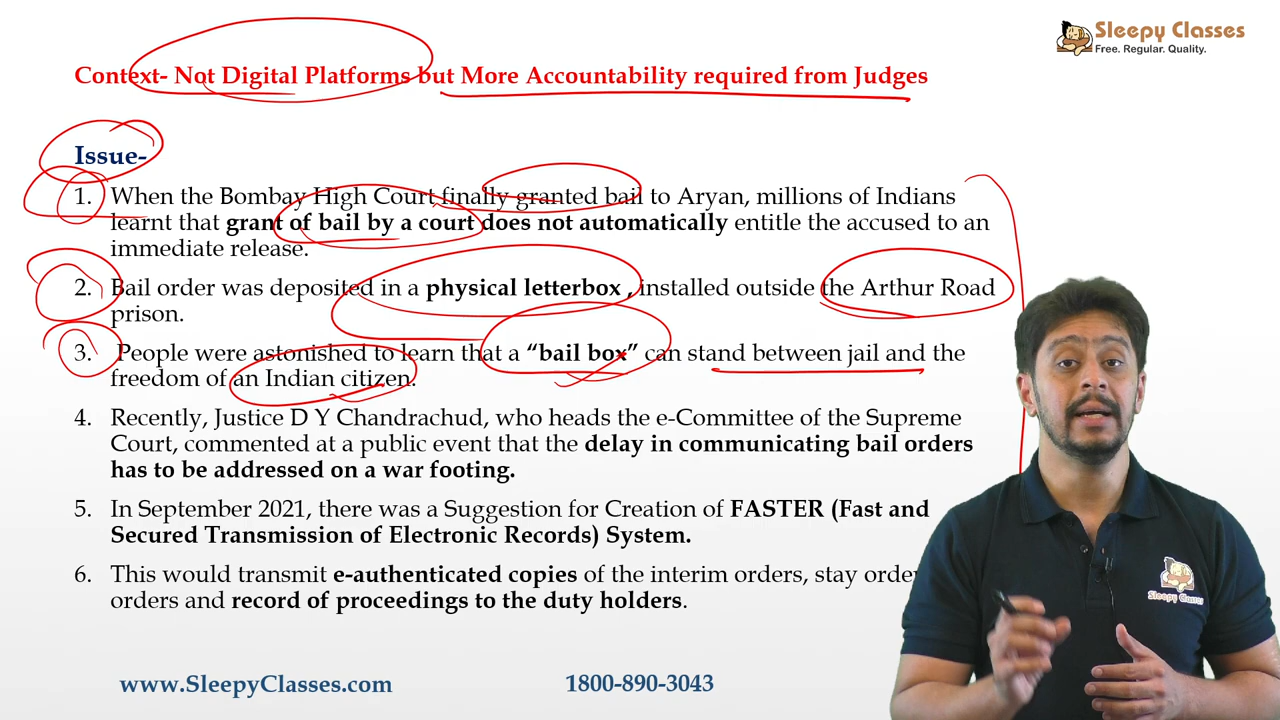 Sleepy Classes
Free. Regular. Quality.
Context- Not Digital Platforms but More Accountability required from Judges
Issue-
1. When the Bombay High Court finally granted bail to Aryan, millions of Indians
learnt that grant of bail by a court does not automatically entitle the accused to an
immediate release.
2. Bail order was deposited in a physical letterbox , installed outside the Arthur Road
prison.
3. People were astonished to learn that a “bail box” can stand between jail and the
freedom of an Indian citizen.
4. Recently, Justice D Y Chandrachud, who heads the e-Committee of the Supreme
Court, commented at a public event that the delay in communicating bail orders
has to be addressed on a war footing.
5. In September 2021, there was a Suggestion for Creation of FASTER (Fast and
Secured Transmission of Electronic Records) System.
6. This would transmit e-authenticated copies of the interim orders, stay
orders and record of proceedings to the duty holders.
Sleepy Classes
www.SleepyClasses.com
1800-890-3043